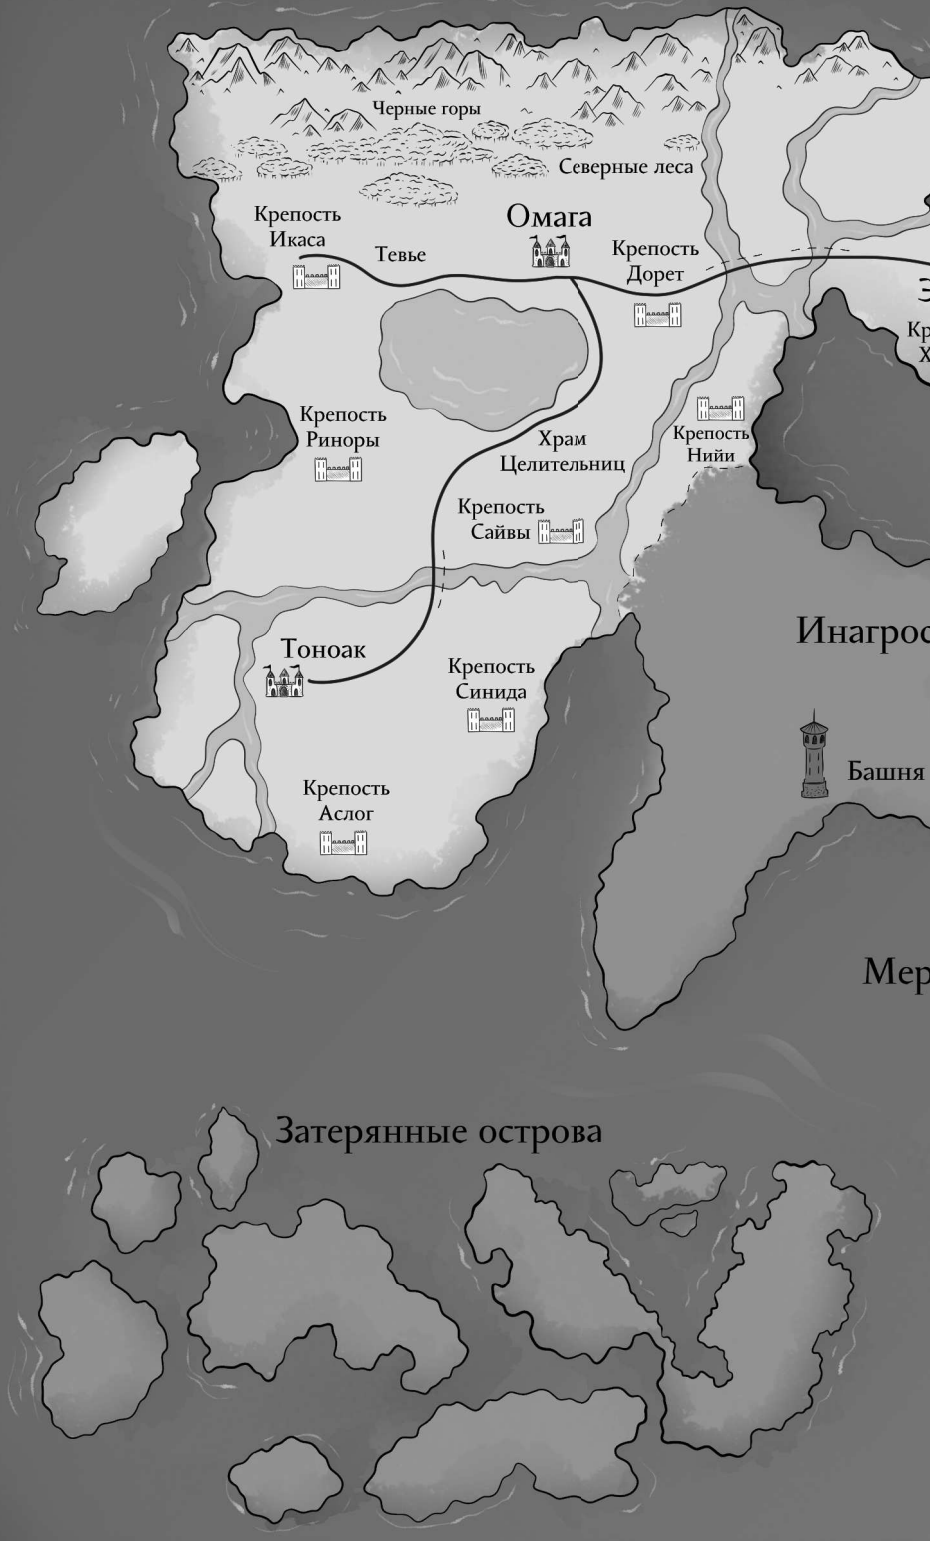 Черные горы
Северные леса
Крепость
Икаса
Тевье
Омага
Крепость
Дорет
Э
Кр
Х
Крепость
Риноры
Крепость
Нийи
Храм
Целительниц
Крепость
Сайвы
Инагрос
Тоноак
Крепость
Синида
Башня
Крепость
Аслог
Мер
Затерянные острова